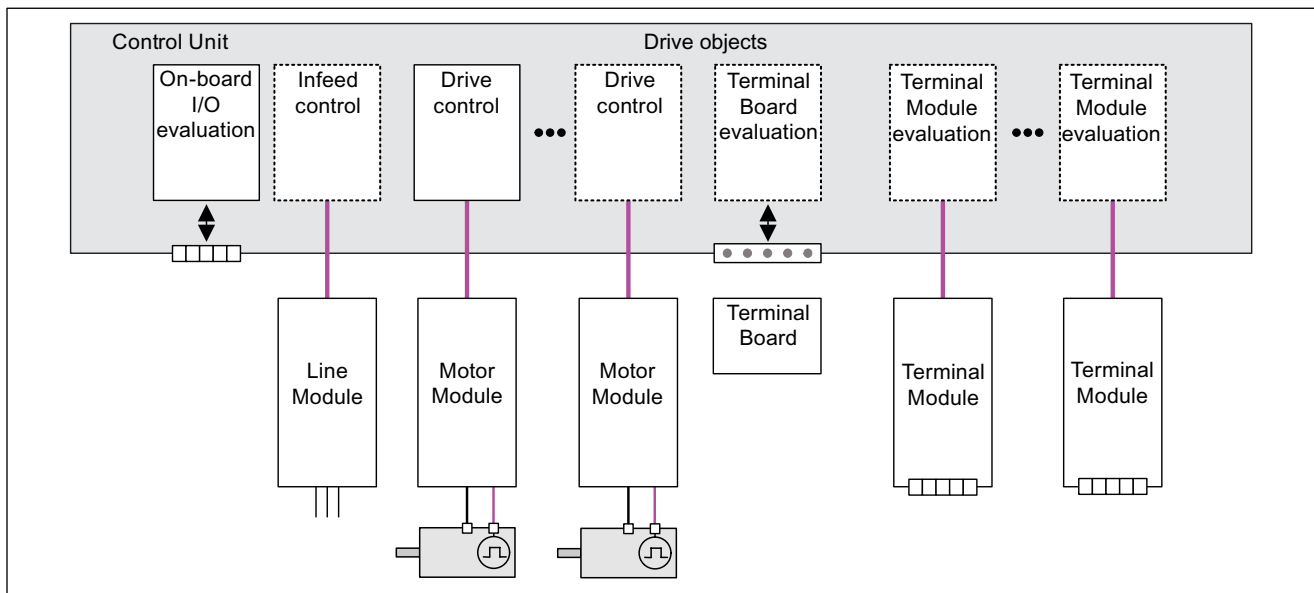 Control Unit
Drive objects
On-board
I/O
evaluation
Infeed
control
Drive
control
Drive
control
Terminal
Board
evaluation
Terminal
Module
evaluation
Terminal
Module
evaluation
Line
Module
Motor
Module
Motor
Module
Terminal
Board
Terminal
Module
Terminal
Module